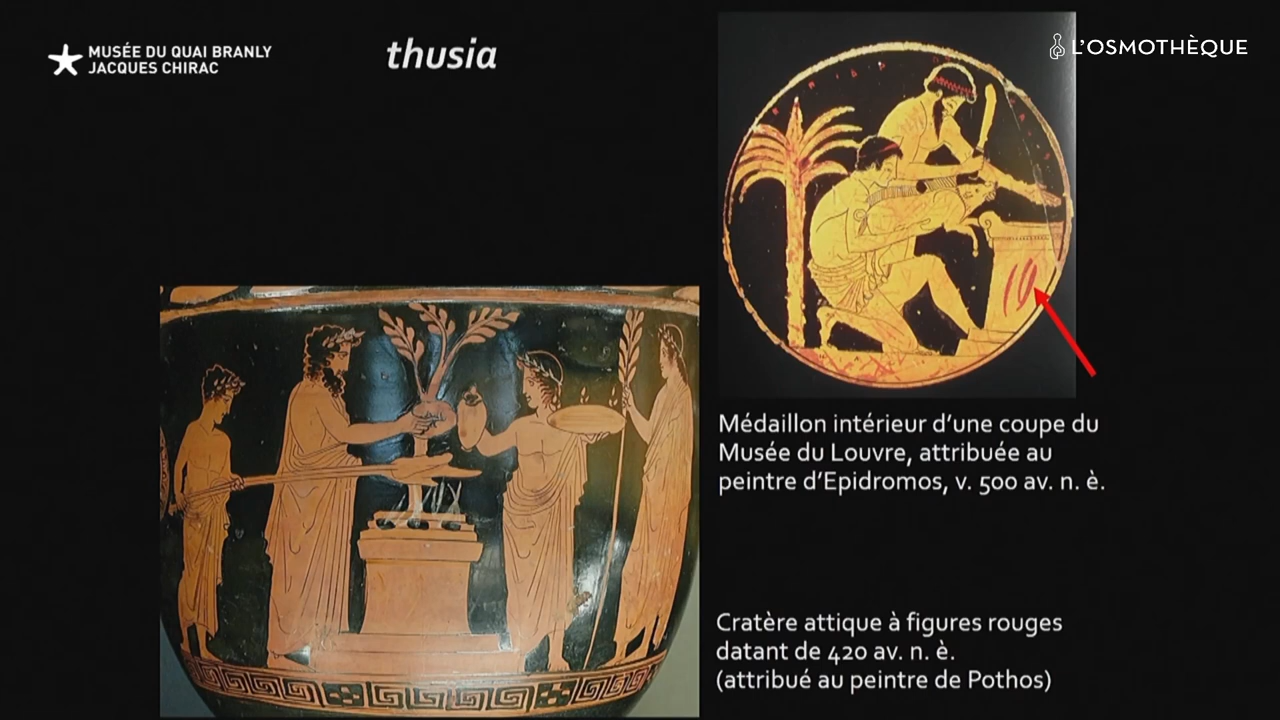 MUSÉE DU QUAI BRANLY
JACQUES CHIRAC
thusia
L'OSMOTHÈQUE
Médaillon intérieur d'une coupe du
Musée du Louvre, attribuée au
peintre d'Epidromos, v. 500 av. n. è.
Cratère attique à figures rouges
datant de 420 av. n. è.
(attribué au peintre de Pothos)